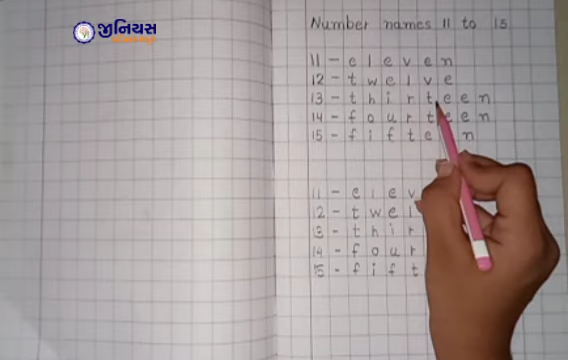 જીનિયસ
Number names 11 to 15
11 - eleven
12 - twelve
13 - thirteen
14 - fourteen
15 - fifteen
11 - elev
12 - twel
13 - thir
14 - four
15 - fift